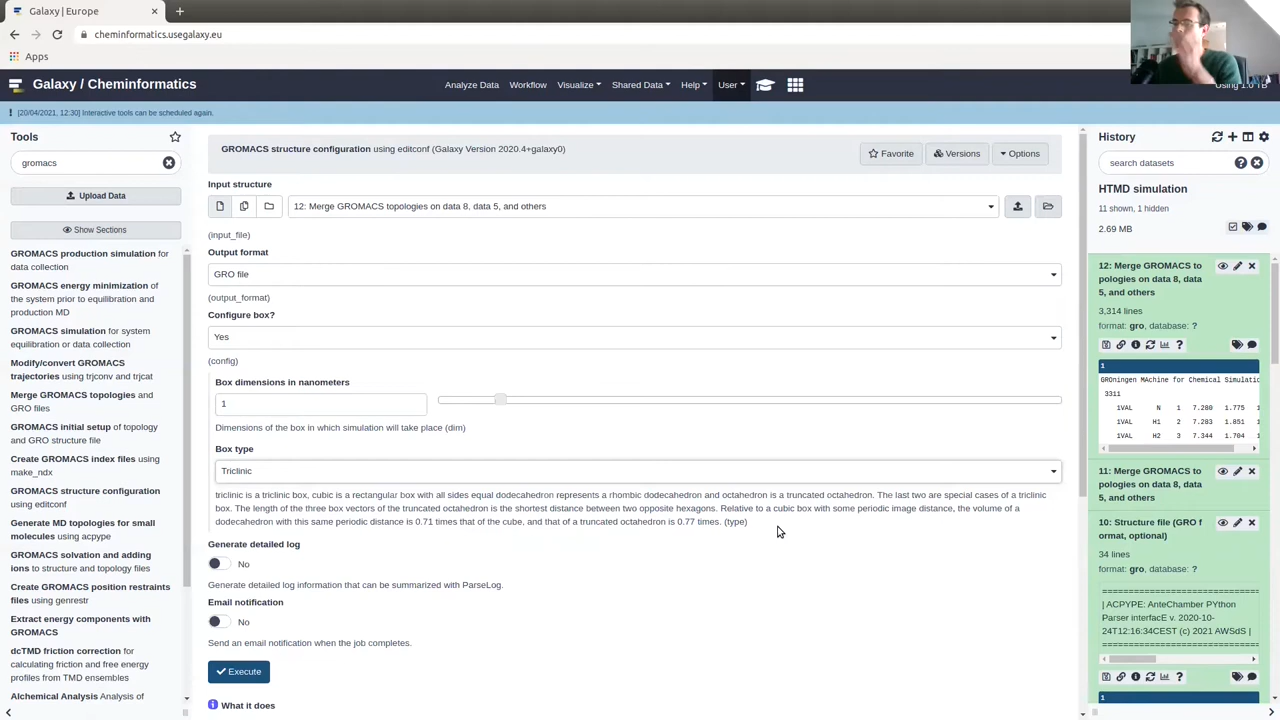 Galaxy | Europe
cheminformatics.usegalaxy.eu
Apps
Galaxy / Cheminformatics
Analyze Data Workflow Visualize Shared Data Help User
[20/04/2021, 12:30] Interactive tools can be scheduled again.
Tools
gromacs
Upload Data
Show Sections
GROMACS production simulation for
data collection
GROMACS energy minimization of
the system prior to equilibration and
production MD
GROMACS simulation for system
equilibration or data collection
Modify/convert GROMACS
trajectories using trjconv and trjcat
Merge GROMACS topologies and
GRO files
GROMACS initial setup of topology
and GRO structure file
Create GROMACS index files using
make_ndx
GROMACS structure configuration
using editconf
Generate MD topologies for small
molecules using acpype
GROMACS solvation and adding
ions to structure and topology files
Create GROMACS position restraints
files using genrestr
Extract energy components with
GROMACS
dcTMD friction correction for
calculating friction and free energy
profiles from TMD ensembles
Alchemical Analysis Analysis of
GROMACS structure configuration using editconf (Galaxy Version 2020.4+galaxy0)
Favorite Versions Options
Input structure
12: Merge GROMACS topologies on data 8, data 5, and others
(input_file)
Output format
GRO file
(output_format)
Configure box?
Yes
(config)
Box dimensions in nanometers
1
Dimensions of the box in which simulation will take place (dim)
Box type
Triclinic
triclinic is a triclinic box, cubic is a rectangular box with all sides equal dodecahedron represents a rhombic dodecahedron and octahedron is a truncated octahedron. The last two are special cases of a triclinic
box. The length of the three box vectors of the truncated octahedron is the shortest distance between two opposite hexagons. Relative to a cubic box with some periodic image distance, the volume of a
dodecahedron with this same periodic distance is 0.71 times that of the cube, and that of a truncated octahedron is 0.77 times. (type)
Generate detailed log
No
Generate detailed log information that can be summarized with ParseLog.
Email notification
No
Send an email notification when the job completes.
Execute
What it does
History
search datasets
HTMD simulation
11 shown, 1 hidden
2.69 MB
12: Merge GROMACS to
pologies on data 8, data
5, and others
3,314 lines
format: gro, database: ?
1
GROningen MAchine for Chemical Simulatio
3311
1VAL N 1 7.280 1.775
1VAL H1 2 7.283 1.851
1VAL H2 3 7.344 1.704
11: Merge GROMACS to
pologies on data 8, data
5, and others
10: Structure file (GRO f
ormat, optional)
34 lines
format: gro, database: ?
| ACPYPE: AnteChamber PYthon
Parser interfacE v. 2020-10-
24T12:16:34CEST (c) 2021 AWSdS |
1